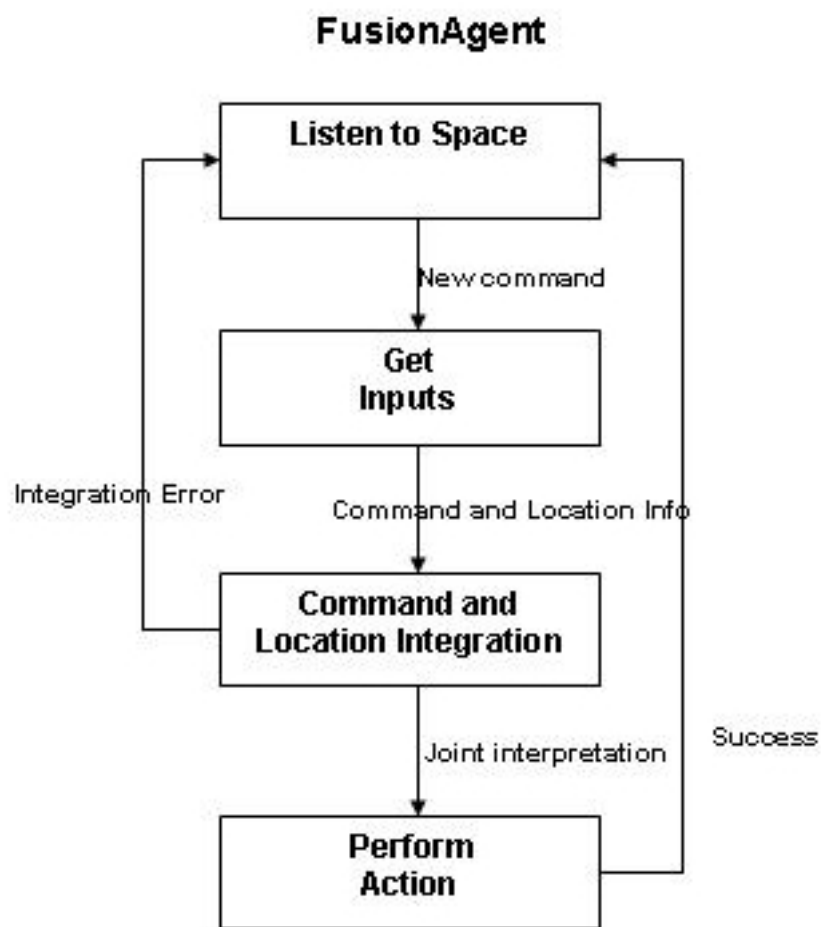 FusionAgent
Listen to Space
New command
Get
Inputs
Integration Error
Command and Location Info
Command and
Location Integration
Joint interpretation
Success
Perform
Action